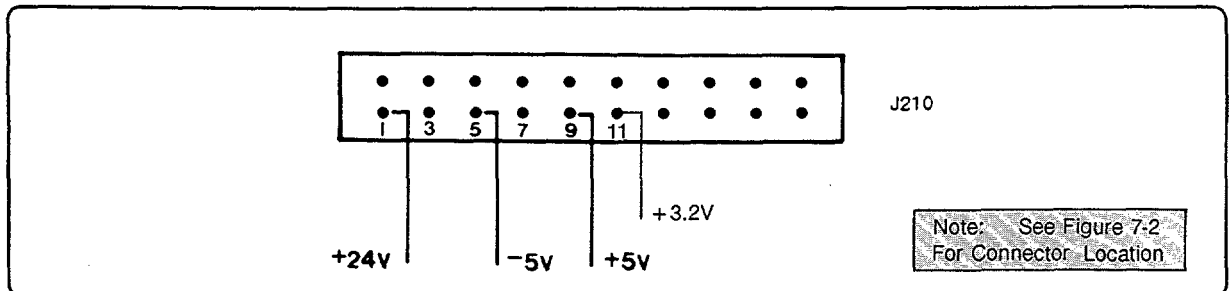 J210
1 3 5 7 9 11
+3.2V
+24V -5V +5V
Note: See Figure 7-2
For Connector Location